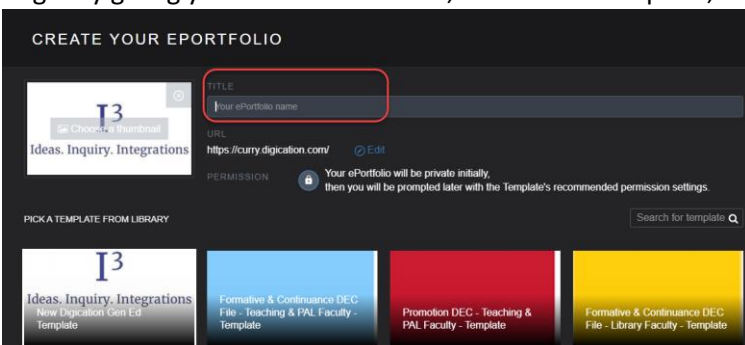 CREATE YOUR EPORTFOLIO
TITLE
Your ePortfolio name
I3
Choose a thumbnail
Ideas. Inquiry. Integrations
URL
https://curry.digication.com/ Edit
PERMISSION
Your ePortfolio will be private initially,
then you will be prompted later with the Template's recommended permission settings.
PICK A TEMPLATE FROM LIBRARY
Search for template
I3
Ideas. Inquiry. Integrations
New Digication Gen Ed
Template
Formative & Continuance DEC
File - Teaching & PAL Faculty -
Template
Promotion DEC - Teaching &
PAL Faculty - Template
Formative & Continuance DEC
File - Library Faculty - Template